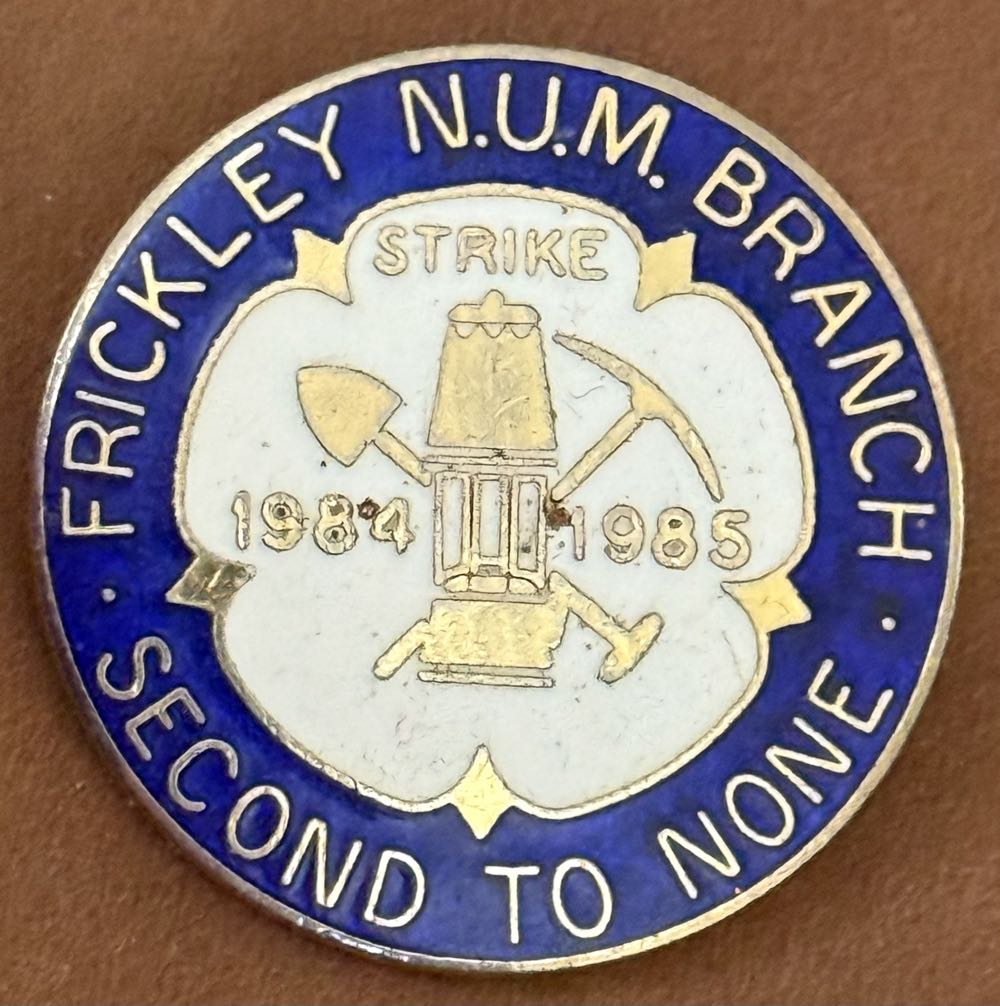 FRICKLEY N.U.M. BRANCH
STRIKE
1984 1985
· SECOND TO NONE ·